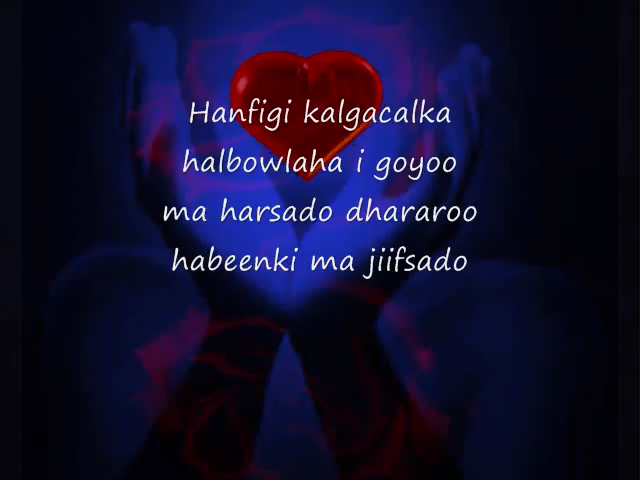 Hanfigi kalgacalka
halbowlaha i goyoo
ma harsado dhararoo
habeenki ma jiifsado